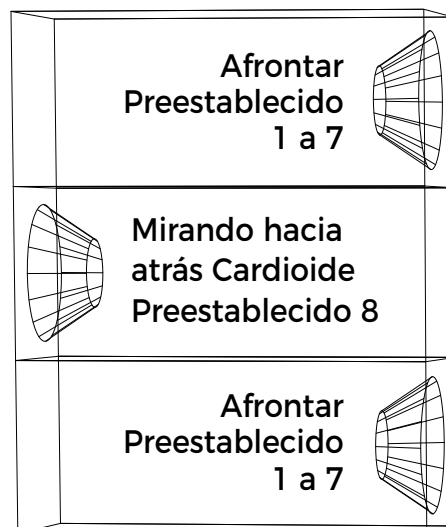 Afrontar
Preestablecido
1 a 7
Mirando hacia
atrás Cardioide
Preestablecido 8
Afrontar
Preestablecido
1 a 7